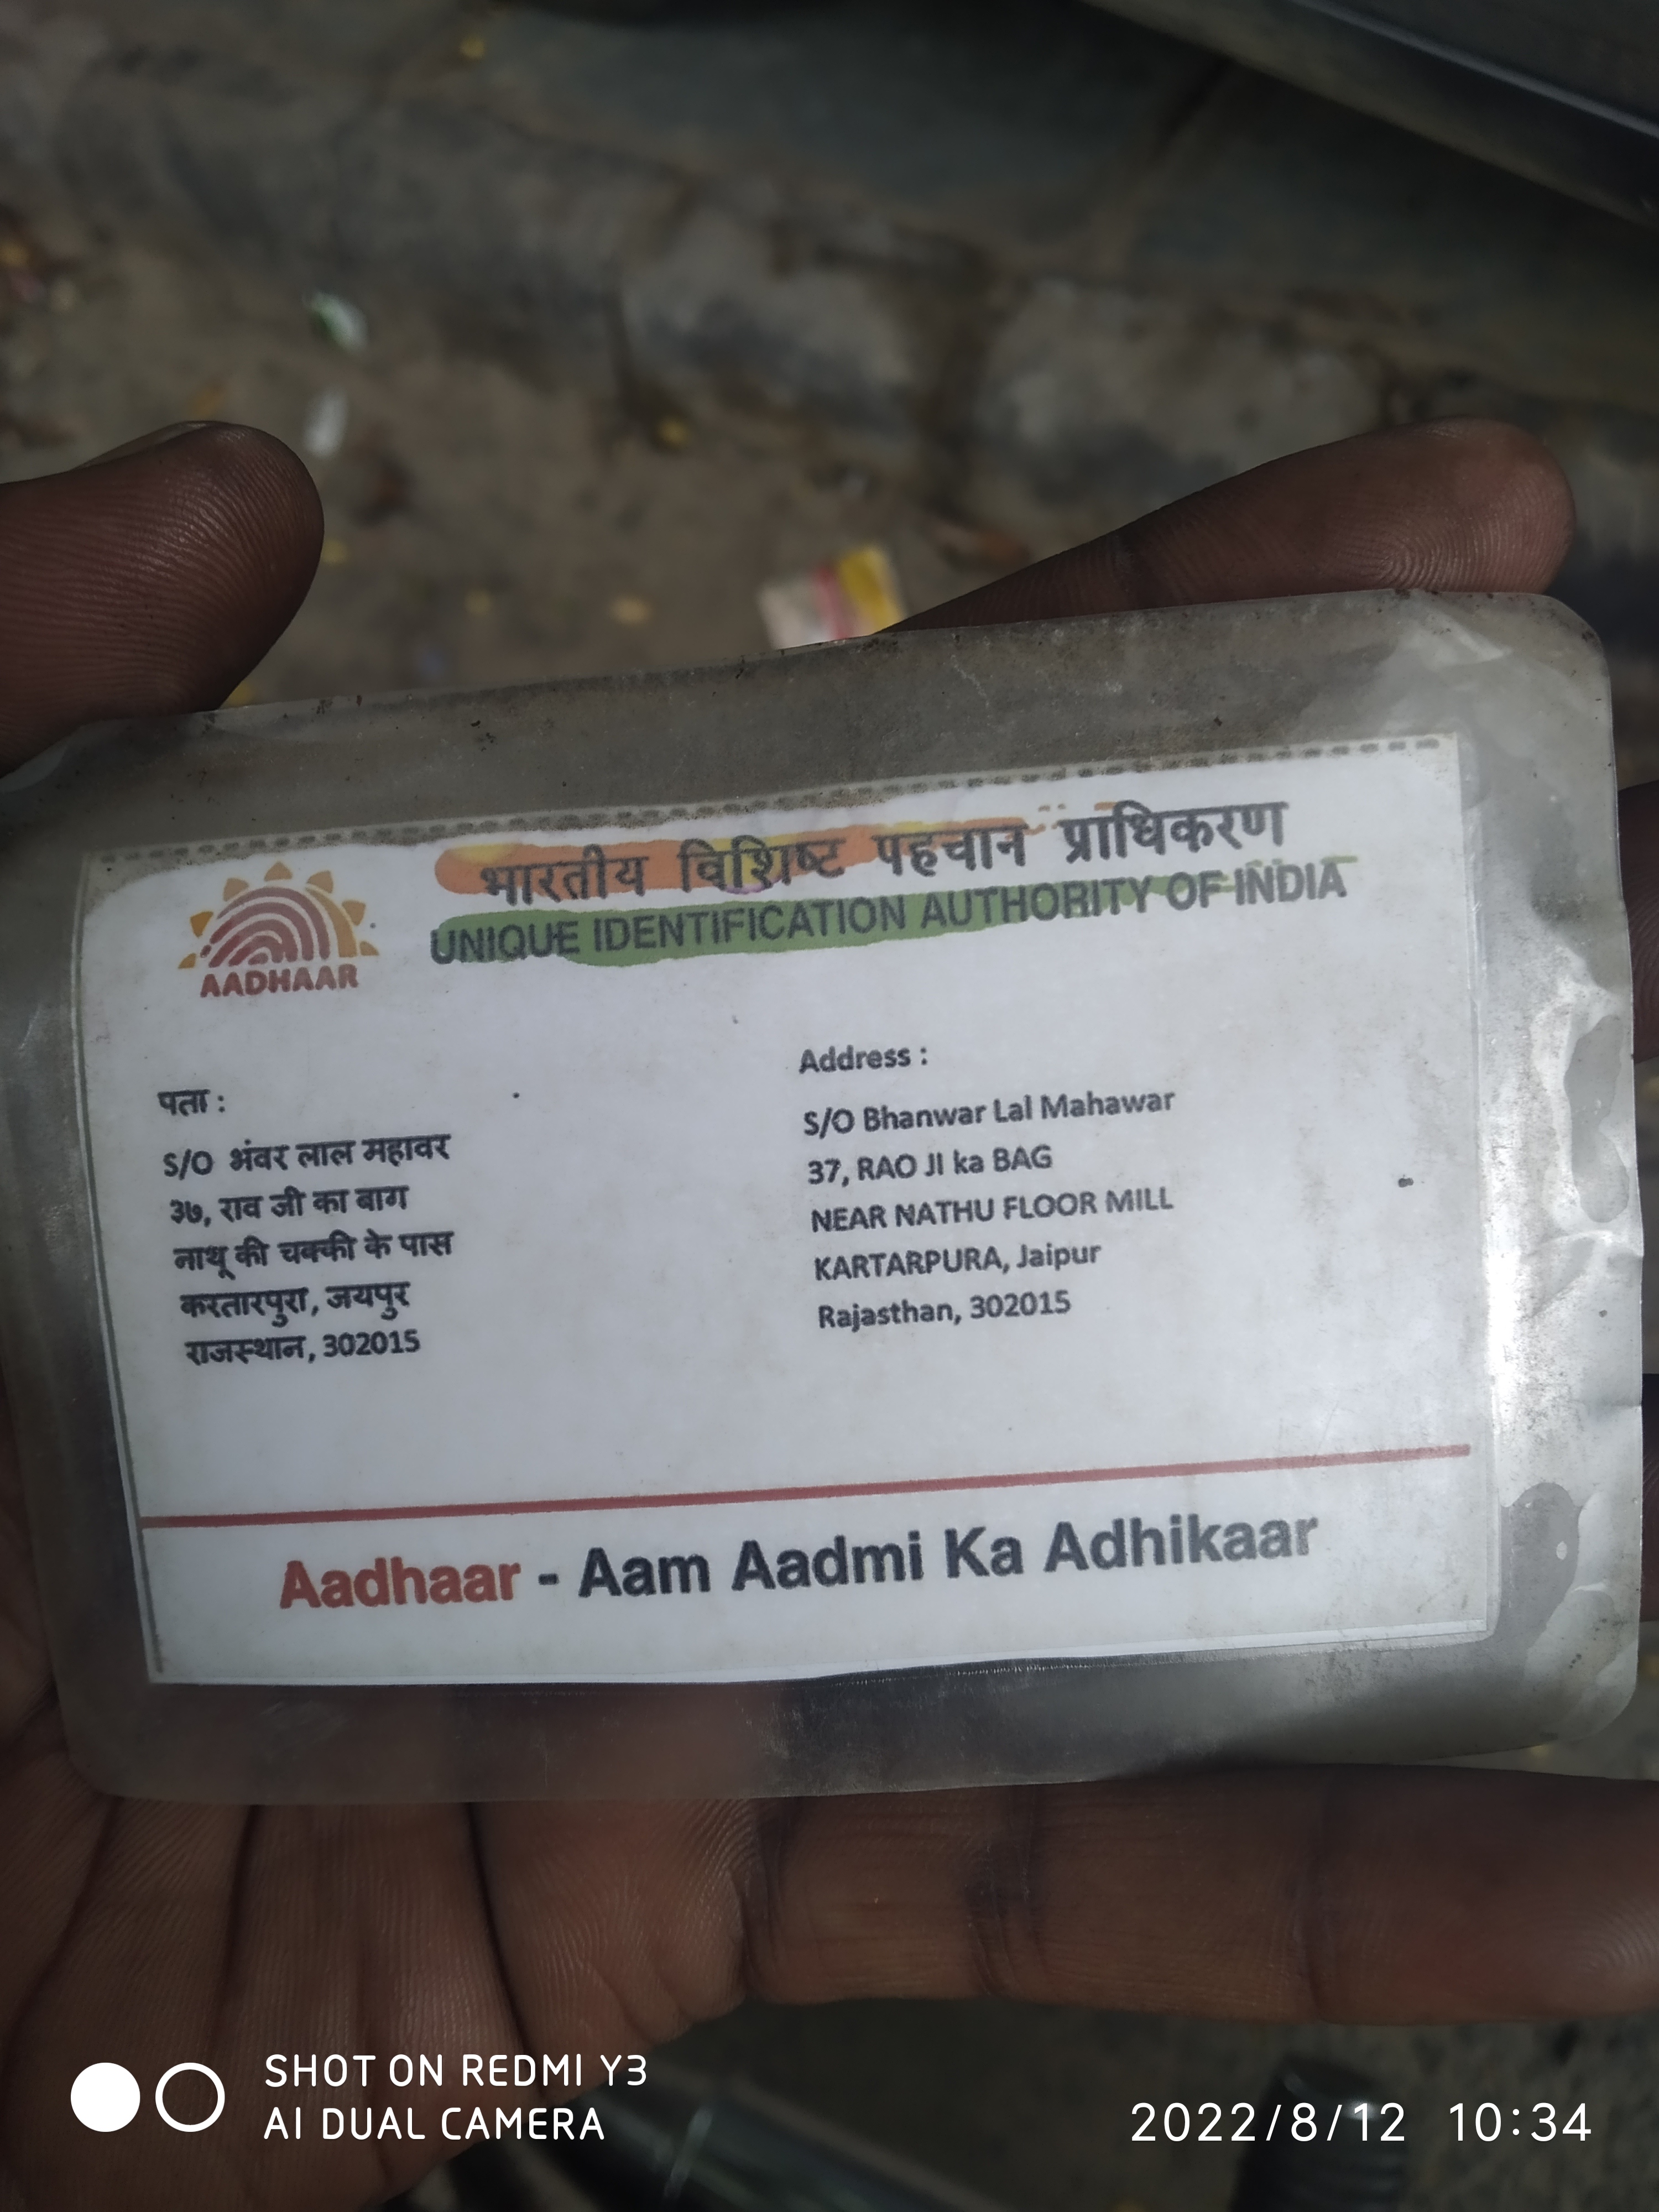 भारतीय विशिष्ट पहचान प्राधिकरण
UNIQUE IDENTIFICATION AUTHORITY OF INDIA
AADHAAR
पता :
S/O भंवर लाल महावर
३७, राव जी का बाग
नाथू की चक्की के पास
करतारपुरा, जयपुर
राजस्थान, 302015
Address :
S/O Bhanwar Lal Mahawar
37, RAO JI ka BAG
NEAR NATHU FLOOR MILL
KARTARPURA, Jaipur
Rajasthan, 302015
Aadhaar - Aam Aadmi Ka Adhikaar
SHOT ON REDMI Y3
AI DUAL CAMERA
2022/8/12 10:34